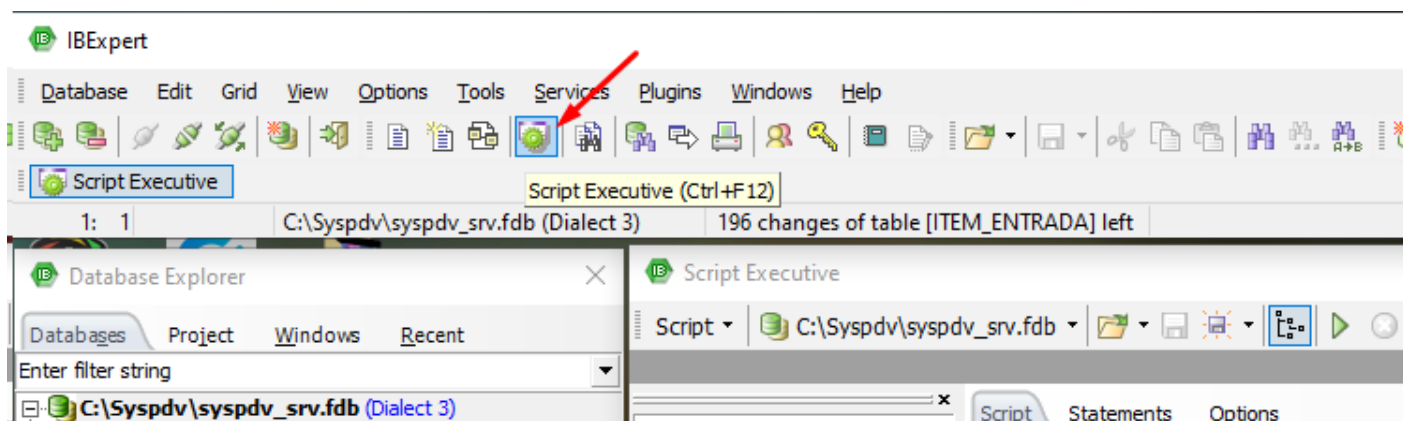 IBExpert
Database Edit Grid View Options Tools Services Plugins Windows Help
A+B
Script Executive
Script Executive (Ctrl+F12)
1: 1 C:\Syspdv\syspdv_srv.fdb (Dialect 3) 196 changes of table [ITEM_ENTRADA] left
IB Database Explorer
Databases Project Windows Recent
Enter filter string
C:\Syspdv\syspdv_srv.fdb (Dialect 3)
IB Script Executive
Script C:\Syspdv\syspdv_srv.fdb
Script Statements Options